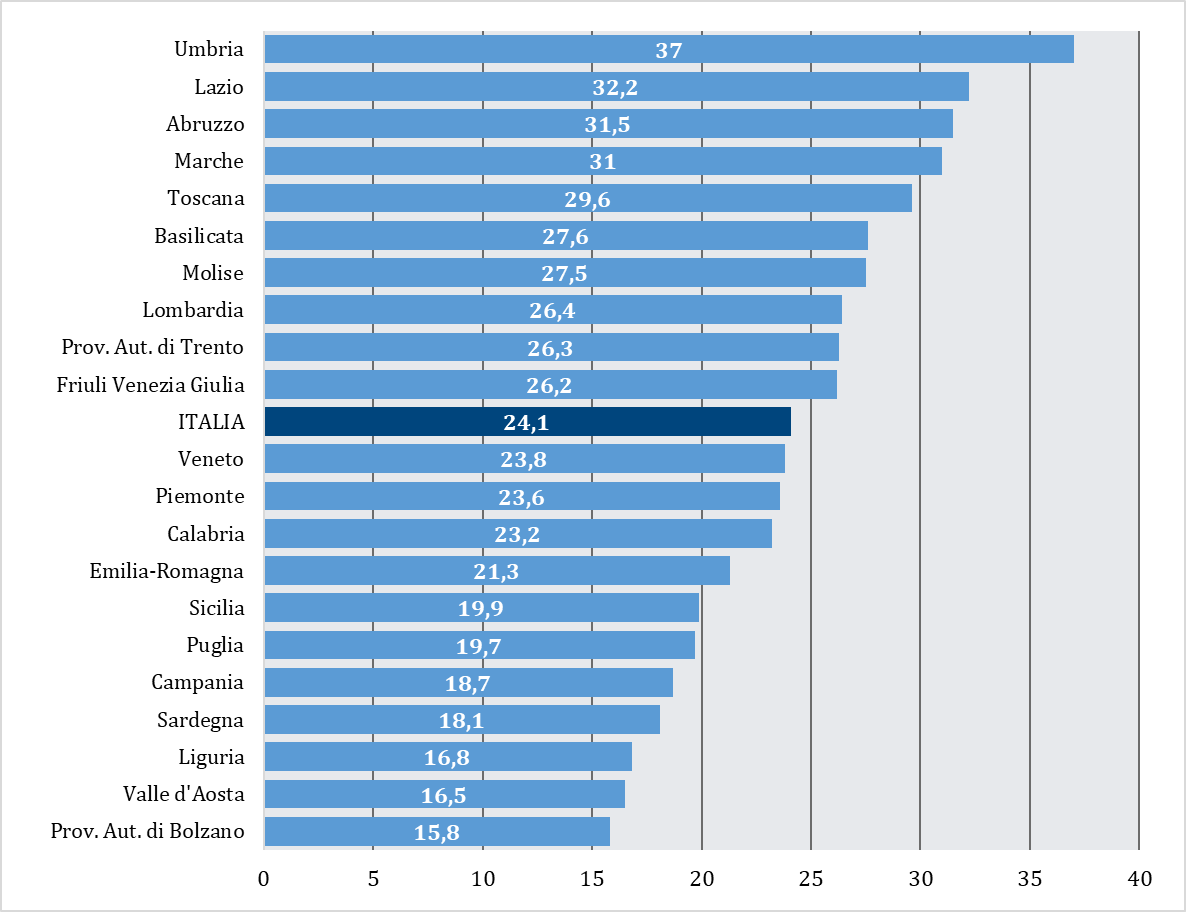 Umbria 37
Lazio 32,2
Abruzzo 31,5
Marche 31
Toscana 29,6
Basilicata 27,6
Molise 27,5
Lombardia 26,4
Prov. Aut. di Trento 26,3
Friuli Venezia Giulia 26,2
ITALIA 24,1
Veneto 23,8
Piemonte 23,6
Calabria 23,2
Emilia-Romagna 21,3
Sicilia 19,9
Puglia 19,7
Campania 18,7
Sardegna 18,1
Liguria 16,8
Valle d'Aosta 16,5
Prov. Aut. di Bolzano 15,8
0 5 10 15 20 25 30 35 40